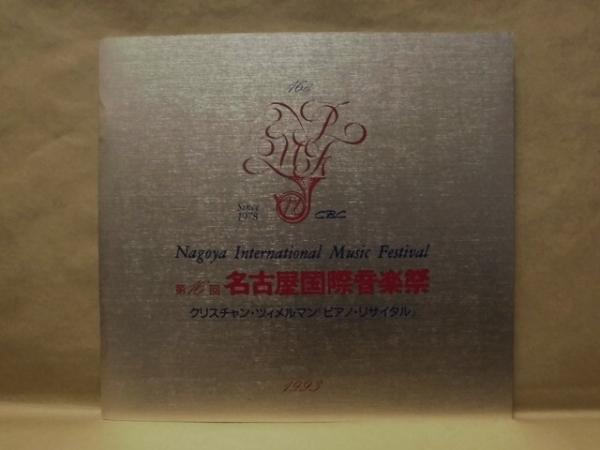 16th
Since
1978
CBC
Nagoya International Music Festival
第16回 名古屋国際音楽祭
クリスチャン・ツィメルマン「ピアノ・リサイタル」
1993